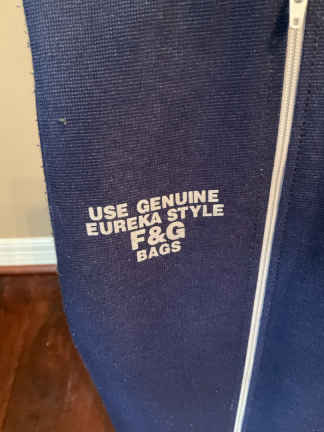 USE GENUINE
EUREKA STYLE
F&G
BAGS